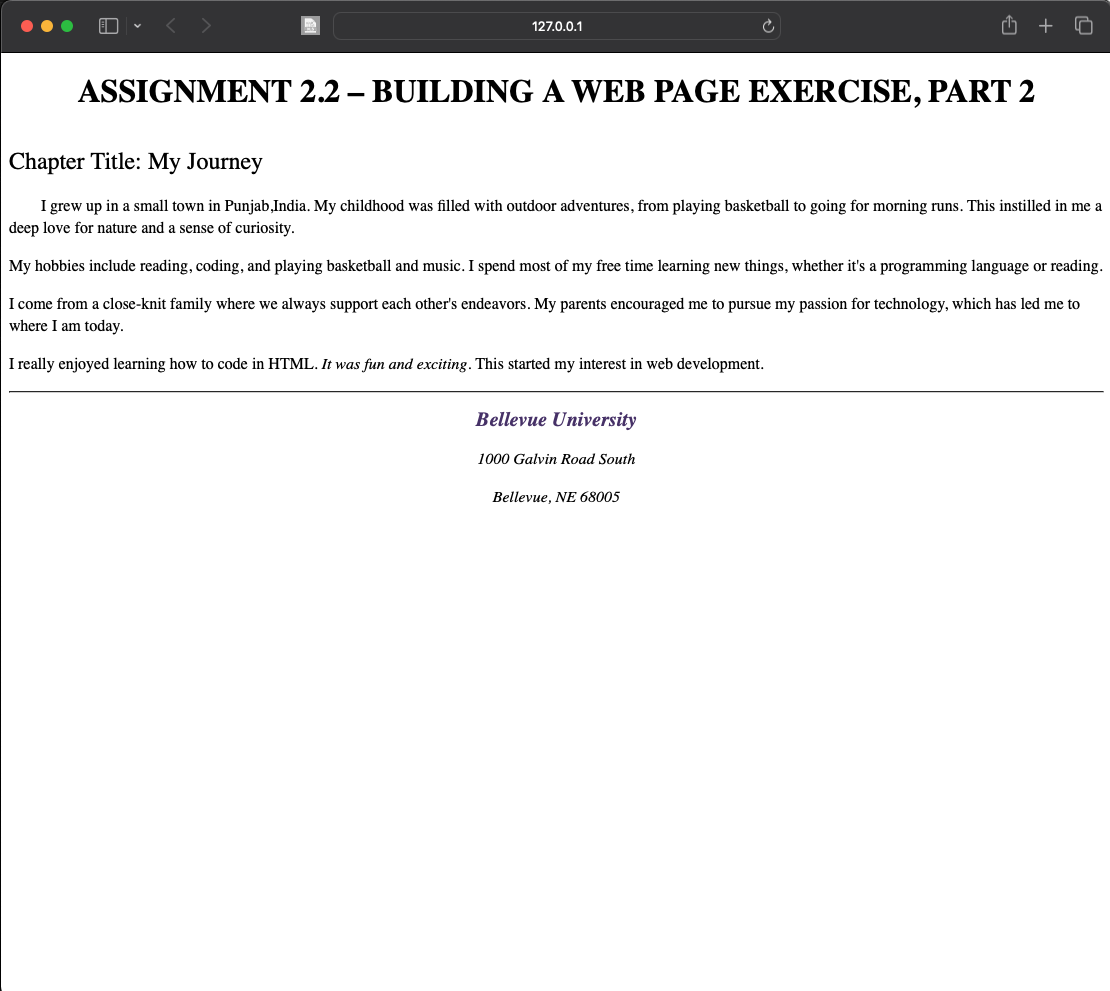 127.0.0.1
ASSIGNMENT 2.2 – BUILDING A WEB PAGE EXERCISE, PART 2
Chapter Title: My Journey
I grew up in a small town in Punjab,India. My childhood was filled with outdoor adventures, from playing basketball to going for morning runs. This instilled in me a
deep love for nature and a sense of curiosity.
My hobbies include reading, coding, and playing basketball and music. I spend most of my free time learning new things, whether it's a programming language or reading.
I come from a close-knit family where we always support each other's endeavors. My parents encouraged me to pursue my passion for technology, which has led me to
where I am today.
I really enjoyed learning how to code in HTML. It was fun and exciting. This started my interest in web development.
Bellevue University
1000 Galvin Road South
Bellevue, NE 68005